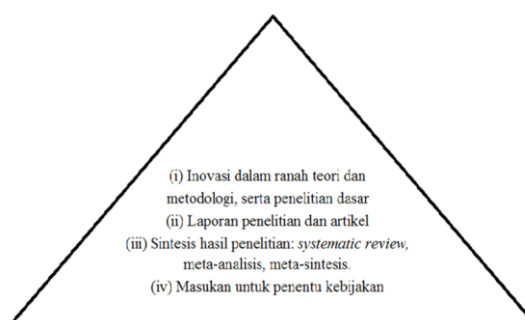 (i) Inovasi dalam ranah teori dan
metodologi, serta penelitian dasar
(ii) Laporan penelitian dan artikel
(iii) Sintesis hasil penelitian: systematic review,
meta-analisis, meta-sintesis.
(iv) Masukan untuk penentu kebijakan